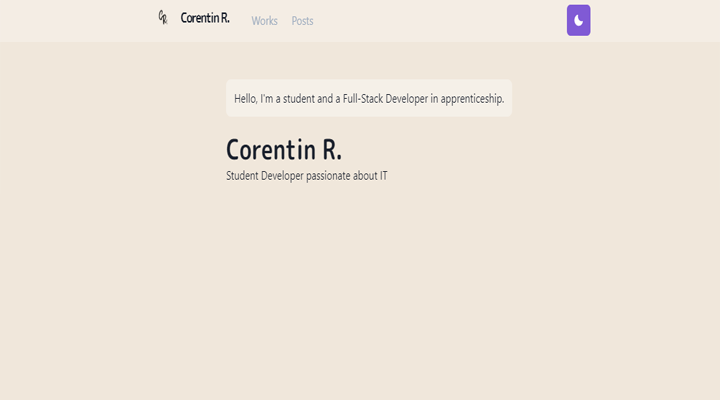 CR Corentin R. Works Posts
Hello, I'm a student and a Full-Stack Developer in apprenticeship.
Corentin R.
Student Developer passionate about IT